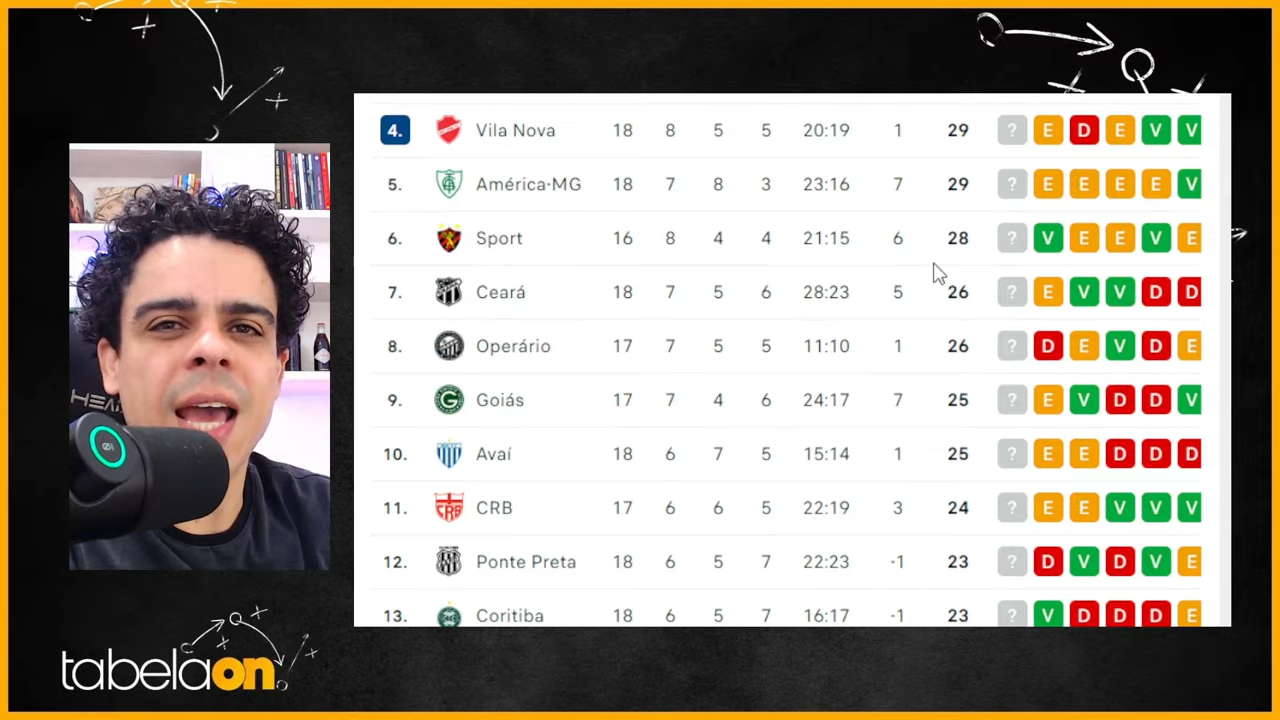 4. Vila Nova 18 8 5 5 20:19 1 29 ? E D E V V
5. América-MG 18 7 8 3 23:16 7 29 ? E E E E V
6. Sport 16 8 4 4 21:15 6 28 ? V E E V E
7. Ceará 18 7 5 6 28:23 5 26 ? E V V D D
8. Operário 17 7 5 5 11:10 1 26 ? D E V D E
9. Goiás 17 7 4 6 24:17 7 25 ? E V D D V
10. Avaí 18 6 7 5 15:14 1 25 ? E E D D D
11. CRB 17 6 6 5 22:19 3 24 ? E E V V V
12. Ponte Preta 18 6 5 7 22:23 -1 23 ? D V D V E
13. Coritiba 18 6 5 7 16:17 -1 23 ? V D D D E
tabelaon